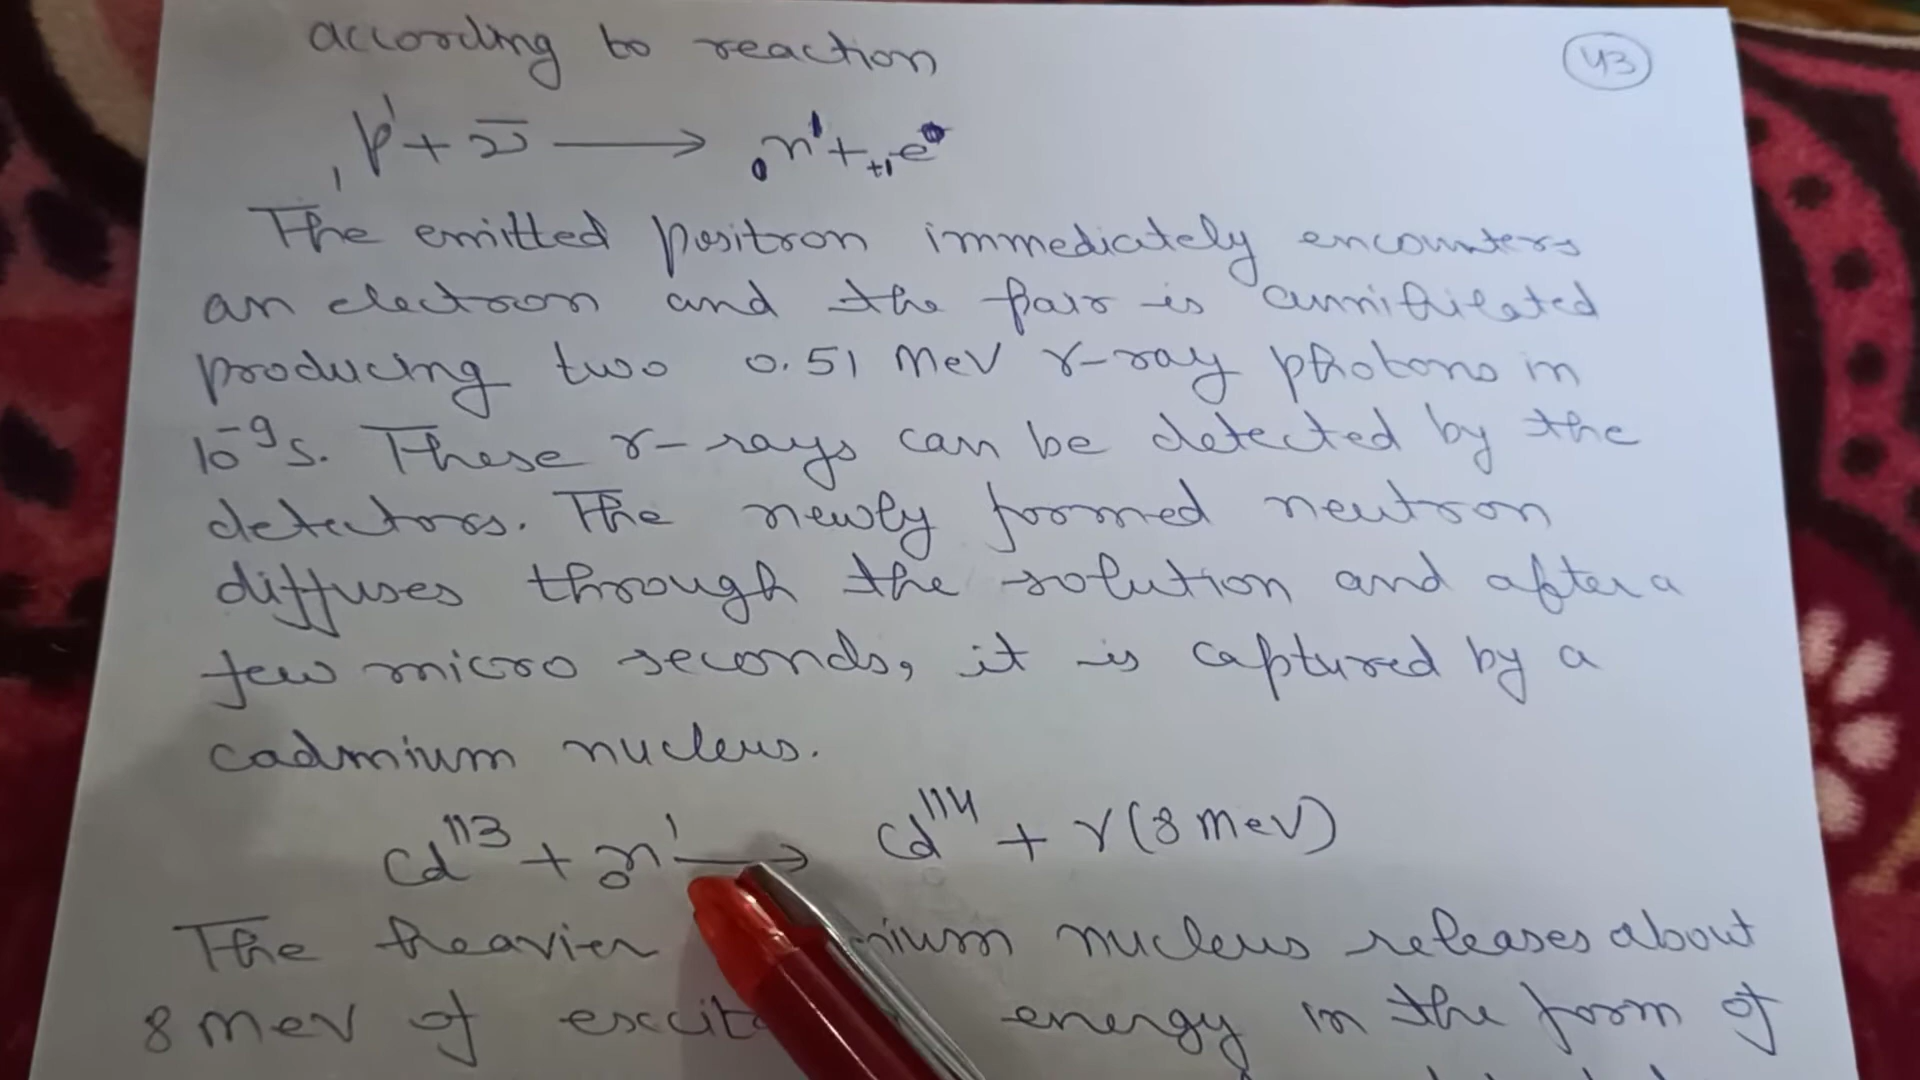 according to reaction
43
₁p¹ + ν̄ ⟶ ₀n¹ + ₊₁e⁰
The emitted positron immediately encounters
an electron and the pair is annihilated
producing two 0.51 MeV γ-ray photons in
10⁻⁹s. These γ-rays can be detected by the
detectors. The newly formed neutron
diffuses through the solution and after a
few micro seconds, it is captured by a
cadmium nucleus.
Cd¹¹³ + ₀n¹ ⟶ Cd¹¹⁴ + γ(8 MeV)
The heavier nucleus releases about
8 MeV of energy in the form of